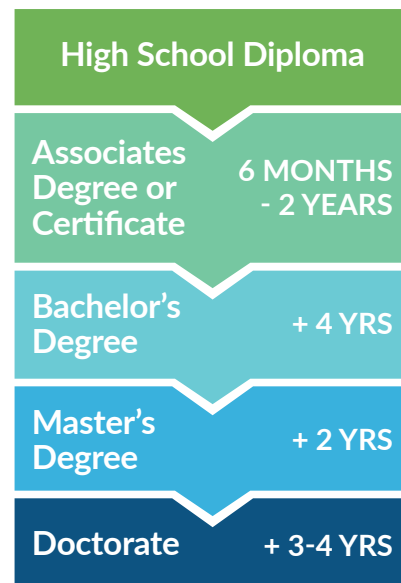 High School Diploma
Associates
Degree or
Certificate
6 MONTHS
- 2 YEARS
Bachelor's
Degree
+ 4 YRS
Master's
Degree
+ 2 YRS
Doctorate
+ 3-4 YRS